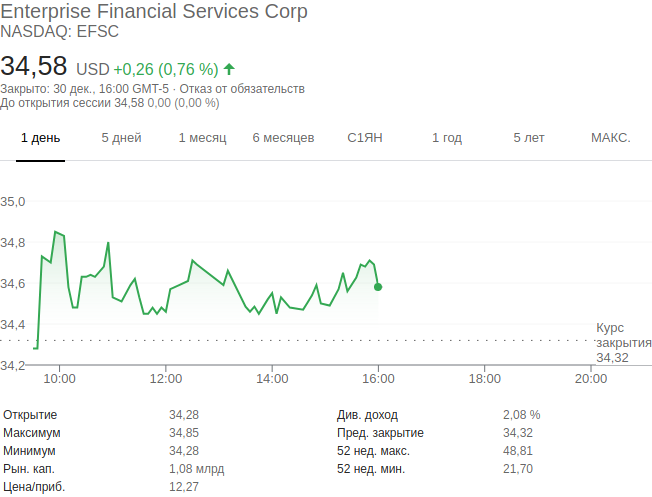 Enterprise Financial Services Corp
NASDAQ: EFSC
34,58 USD +0,26 (0,76 %)
Закрыто: 30 дек., 16:00 GMT-5 · Отказ от обязательств
До открытия сессии 34,58 0,00 (0,00 %)
1 день 5 дней 1 месяц 6 месяцев С1ЯН 1 год 5 лет МАКС.
35,0
34,8
34,6
34,4
Курс
закрытия
34,32
34,2
10:00 12:00 14:00 16:00 18:00 20:00
Открытие 34,28 Див. доход 2,08 %
Максимум 34,85 Пред. закрытие 34,32
Минимум 34,28 52 нед. макс. 48,81
Рын. кап. 1,08 млрд 52 нед. мин. 21,70
Цена/приб. 12,27